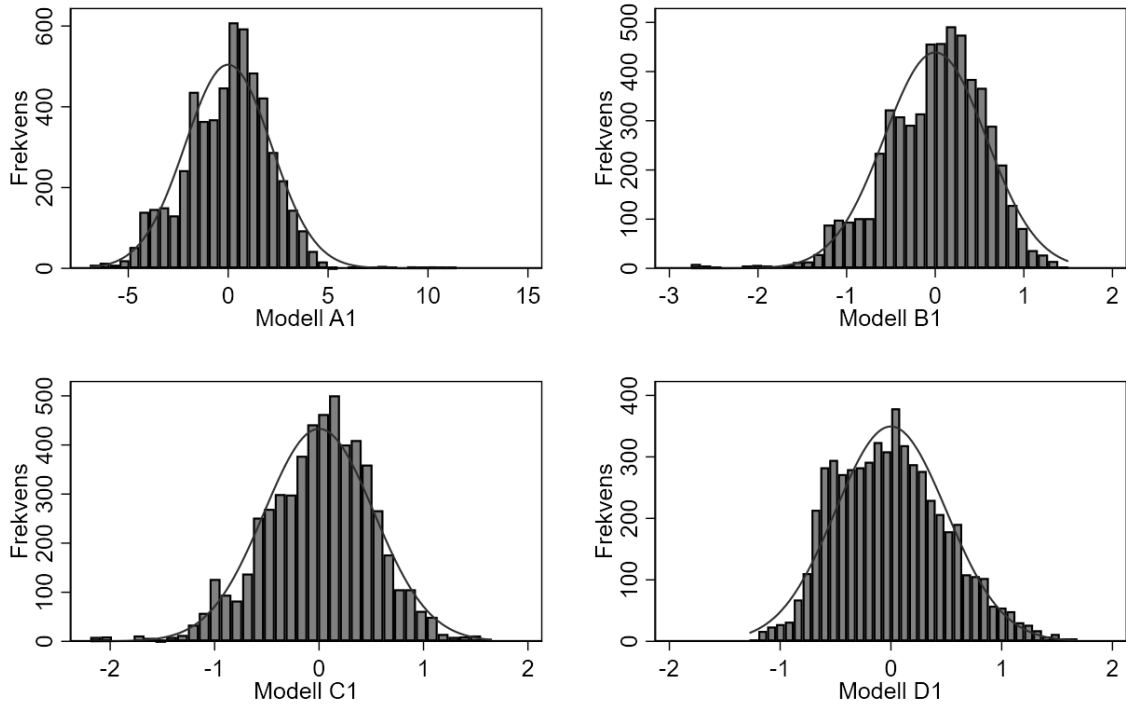 Frekvens
0 200 400 600
-5 0 5 10 15
Modell A1
Frekvens
0 100 200 300 400 500
-3 -2 -1 0 1 2
Modell B1
Frekvens
0 100 200 300 400 500
-2 -1 0 1 2
Modell C1
Frekvens
0 100 200 300 400
-2 -1 0 1 2
Modell D1